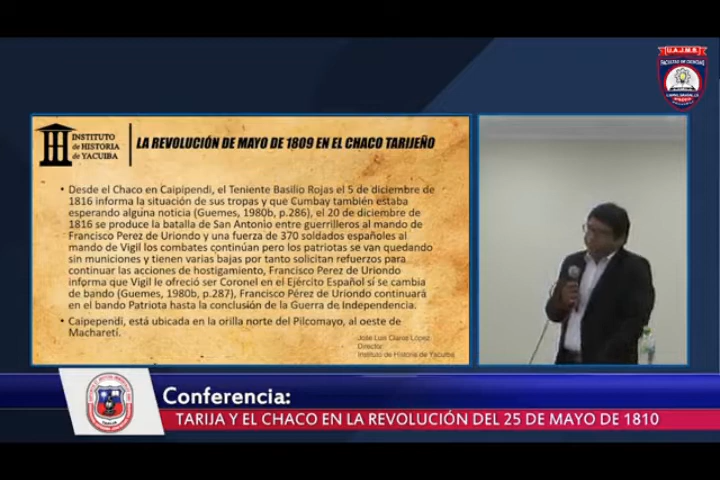 U.A.J.M.S.
FACULTAD DE CIENCIAS
INSTITUTO
de HISTORIA
de YACUIBA
LA REVOLUCIÓN DE MAYO DE 1809 EN EL CHACO TARIJEÑO
• Desde el Chaco en Caipipendi, el Teniente Basilio Rojas el 5 de diciembre de
1816 informa la situación de sus tropas y que Cumbay también estaba
esperando alguna noticia (Guemes, 1980b, p.286), el 20 de diciembre de
1816 se produce la batalla de San Antonio entre guerrilleros al mando de
Francisco Perez de Uriondo y una fuerza de 370 soldados españoles al
mando de Vigil los combates continúan pero los patriotas se van quedando
sin municiones y tienen varias bajas por tanto solicitan refuerzos para
continuar las acciones de hostigamiento, Francisco Perez de Uriondo
informa que Vigil le ofreció ser Coronel en el Ejército Español sí se cambia
de bando (Guemes, 1980b, p.287), Francisco Pérez de Uriondo continuará
en el bando Patriota hasta la conclusión de la Guerra de Independencia.
• Caipependi, está ubicada en la orilla norte del Pilcomayo, al oeste de
Machareti.
José Luis Claros López
Director
Instituto de Historia de Yacuiba
Conferencia:
TARIJA Y EL CHACO EN LA REVOLUCIÓN DEL 25 DE MAYO DE 1810